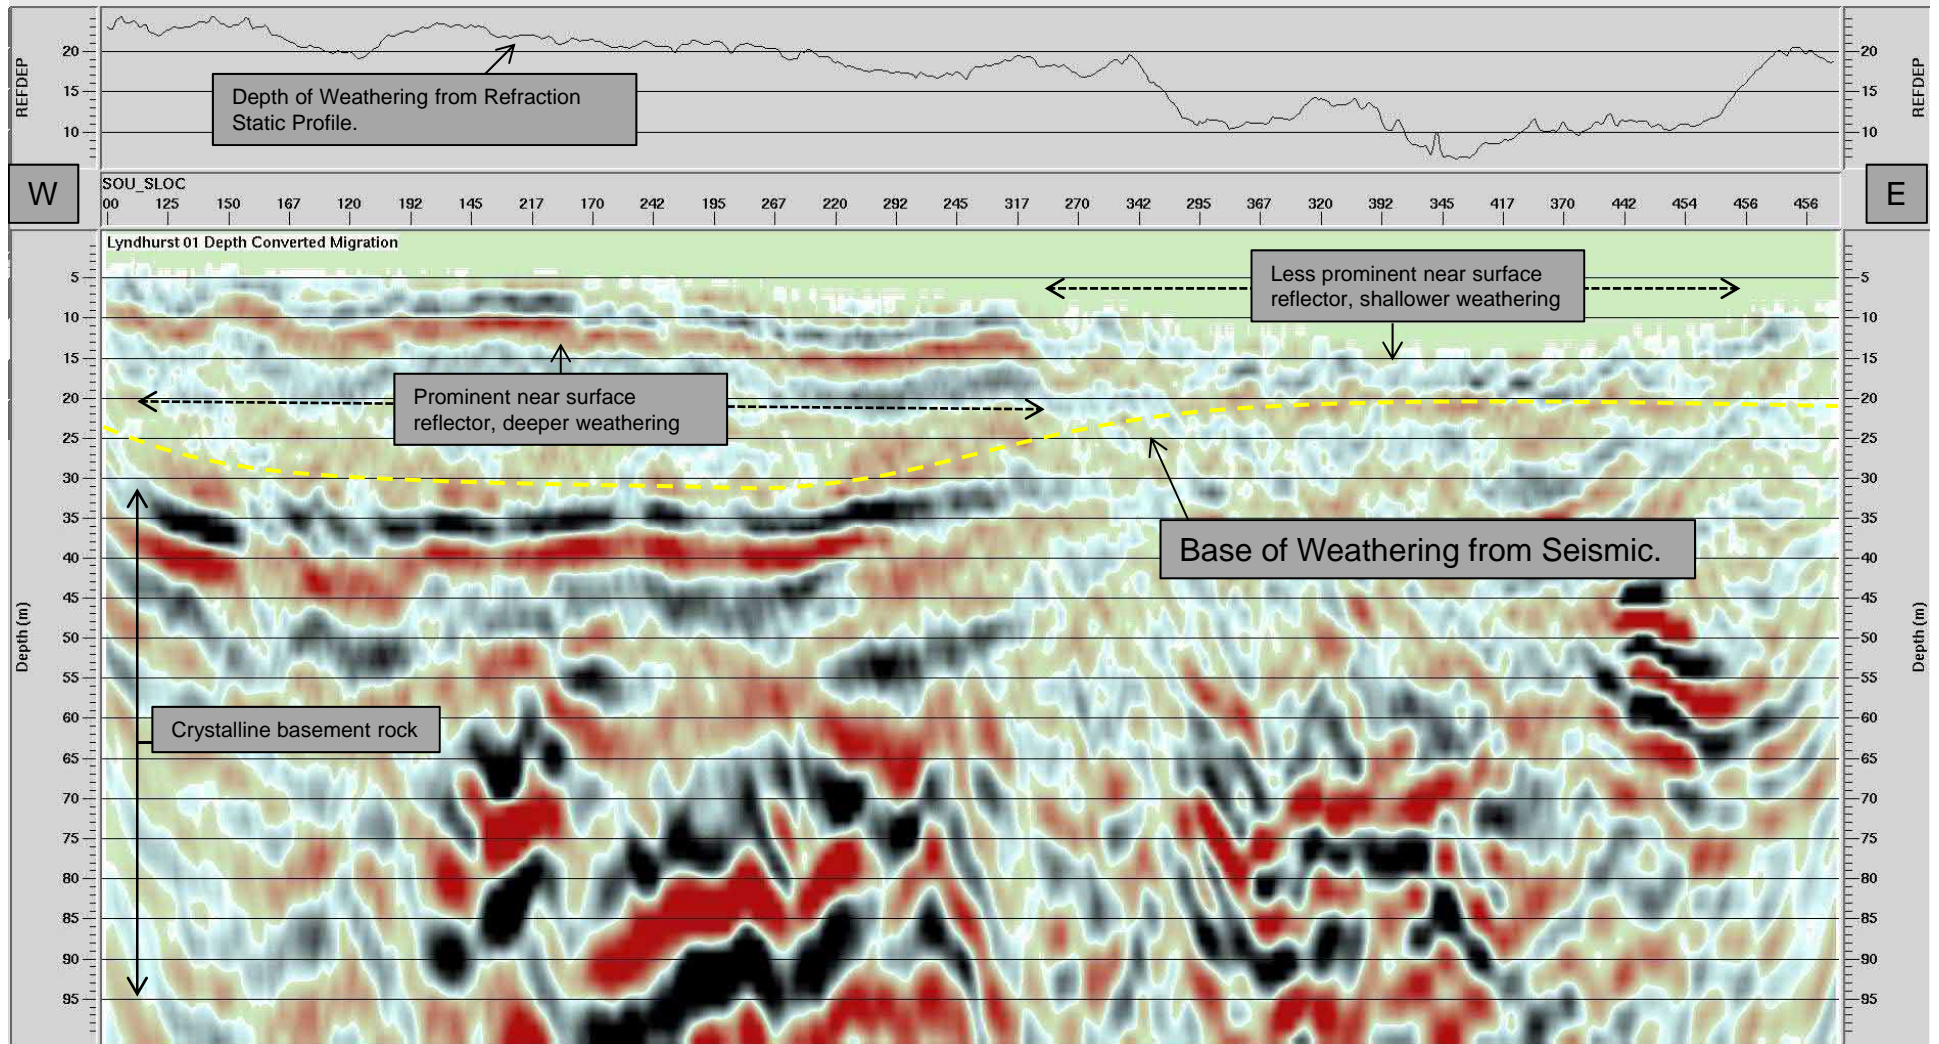 REFDEP
20
15
10
Depth of Weathering from Refraction
Static Profile.
20
15
10
REFDEP
W
E
SOU_SLOC
00 125 150 167 120 192 145 217 170 242 195 267 220 292 245 317 270 342 295 367 320 392 345 417 370 442 454 456 456
Lyndhurst 01 Depth Converted Migration
Less prominent near surface
reflector, shallower weathering
Prominent near surface
reflector, deeper weathering
Base of Weathering from Seismic.
Crystalline basement rock
Depth (m)
5
10
15
20
25
30
35
40
45
50
55
60
65
70
75
80
85
90
95
5
10
15
20
25
30
35
40
45
50
55
60
65
70
75
80
85
90
95
Depth (m)